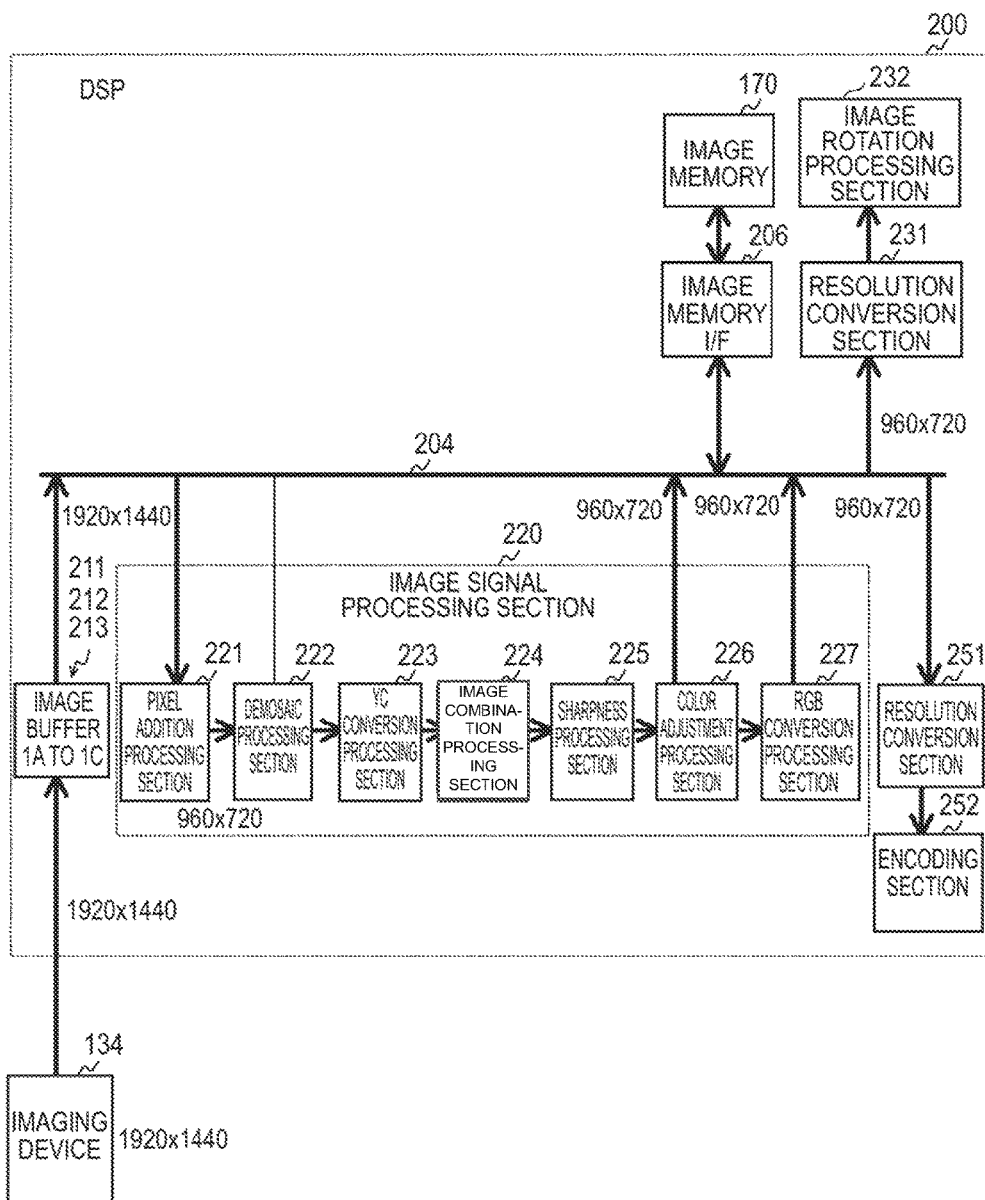 200
DSP
232
170
IMAGE
ROTATION
PROCESSING
SECTION
IMAGE
MEMORY
206
231
IMAGE
MEMORY
I/F
RESOLUTION
CONVERSION
SECTION
960x720
204
1920x1440
960x720
960x720
960x720
220
211
212
213
IMAGE SIGNAL
PROCESSING SECTION
221
222
223
224
225
226
227
251
IMAGE
BUFFER
1A TO 1C
PIXEL
ADDITION
PROCESSING
SECTION
DEMOSAIC
PROCESSING
SECTION
YC
CONVERSION
PROCESSING
SECTION
IMAGE
COMBINA-
TION
PROCESS-
ING
SECTION
SHARPNESS
PROCESSING
SECTION
COLOR
ADJUSTMENT
PROCESSING
SECTION
RGB
CONVERSION
PROCESSING
SECTION
RESOLUTION
CONVERSION
SECTION
960x720
252
ENCODING
SECTION
1920x1440
134
IMAGING
DEVICE
1920x1440